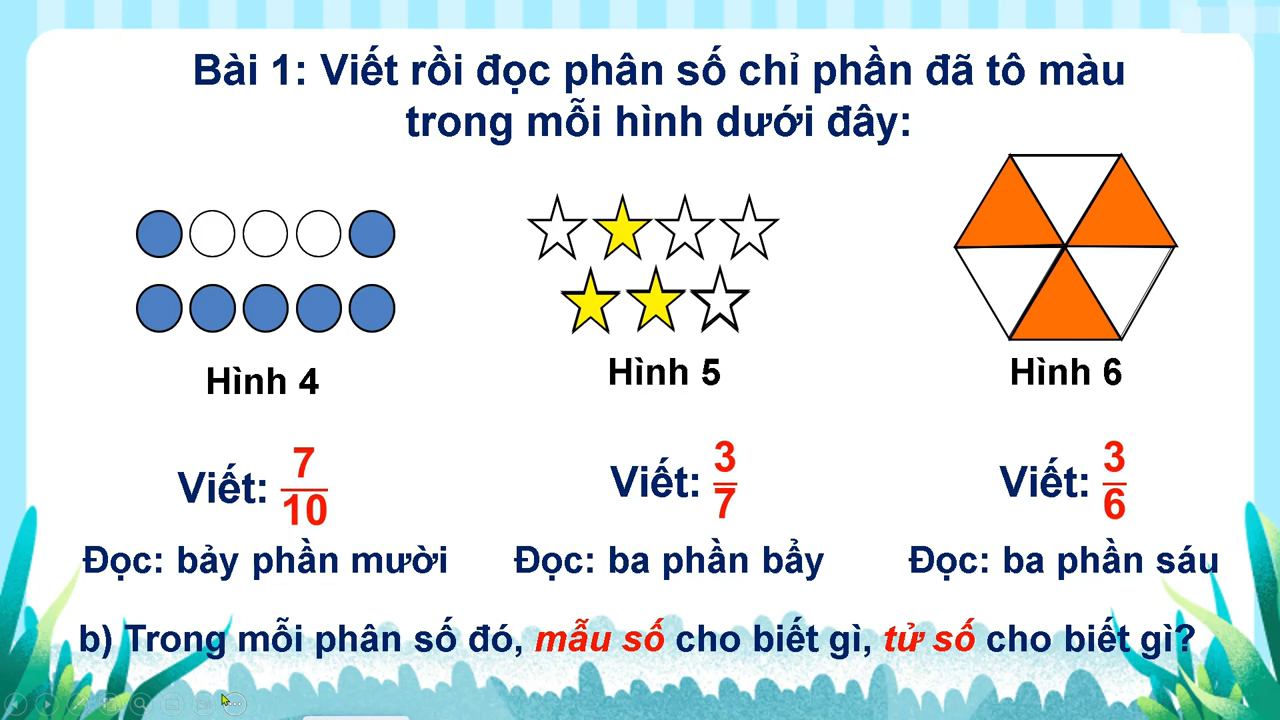 Bài 1: Viết rồi đọc phân số chỉ phần đã tô màu
trong mỗi hình dưới đây:
Hình 4
Hình 5
Hình 6
Viết: 7/10
Viết: 3/7
Viết: 3/6
Đọc: bảy phần mười
Đọc: ba phần bẩy
Đọc: ba phần sáu
b) Trong mỗi phân số đó, mẫu số cho biết gì, tử số cho biết gì?